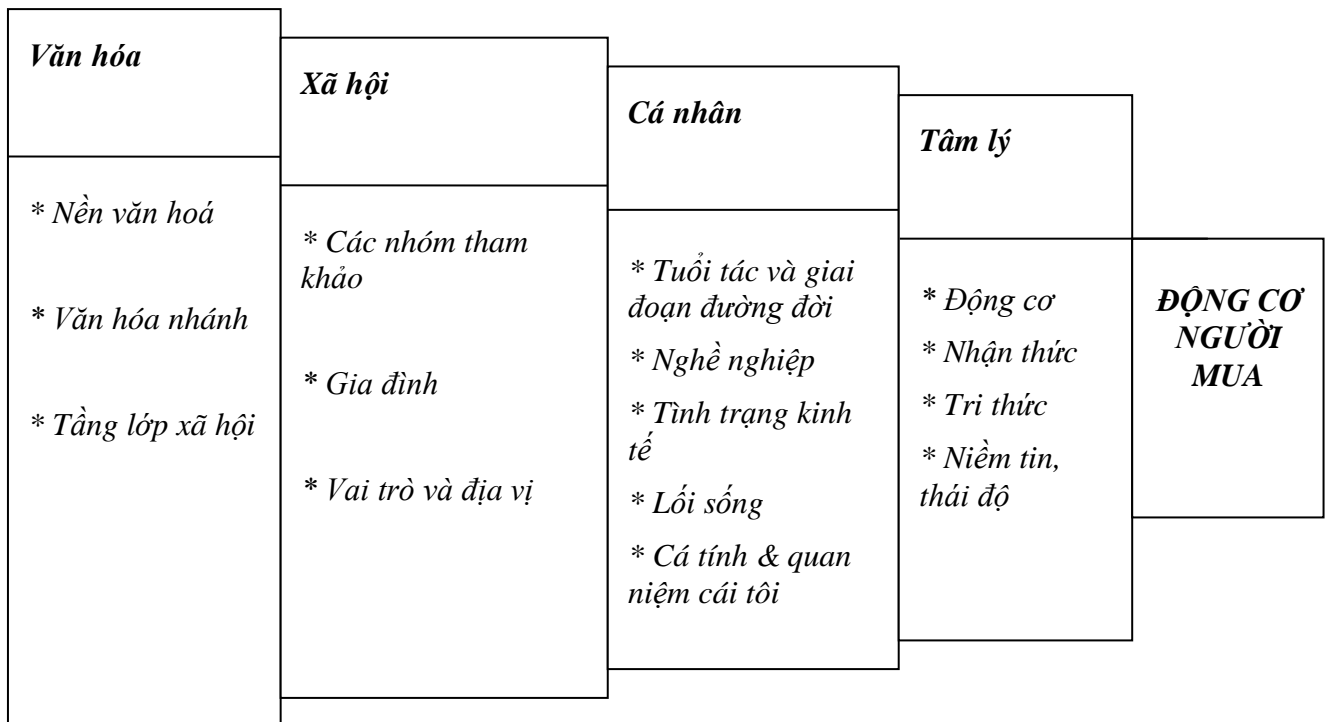 Văn hóa
* Nền văn hoá
* Văn hóa nhánh
* Tầng lớp xã hội
Xã hội
* Các nhóm tham
khảo
* Gia đình
* Vai trò và địa vị
Cá nhân
* Tuổi tác và giai
đoạn đường đời
* Nghề nghiệp
* Tình trạng kinh
tế
* Lối sống
* Cá tính & quan
niệm cái tôi
Tâm lý
* Động cơ
* Nhận thức
* Tri thức
* Niềm tin,
thái độ
ĐỘNG CƠ
NGƯỜI
MUA